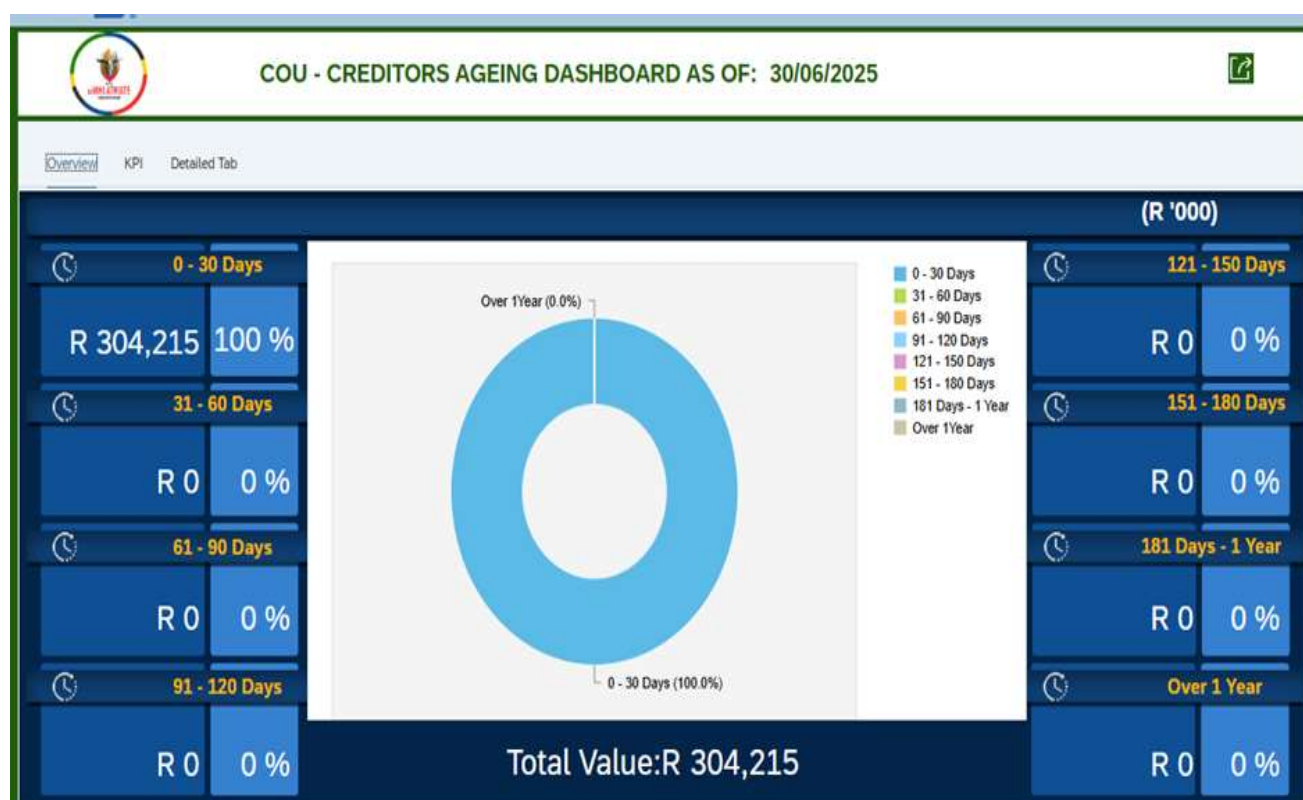 COU - CREDITORS AGEING DASHBOARD AS OF: 30/06/2025
Overview KPI Detailed Tab
(R '000)
0 - 30 Days
R 304,215 100 %
31 - 60 Days
R 0 0 %
61 - 90 Days
R 0 0 %
91 - 120 Days
R 0 0 %
Over 1Year (0.0%)
0 - 30 Days (100.0%)
0 - 30 Days
31 - 60 Days
61 - 90 Days
91 - 120 Days
121 - 150 Days
151 - 180 Days
181 Days - 1 Year
Over 1Year
Total Value:R 304,215
121 - 150 Days
R 0 0 %
151 - 180 Days
R 0 0 %
181 Days - 1 Year
R 0 0 %
Over 1 Year
R 0 0 %